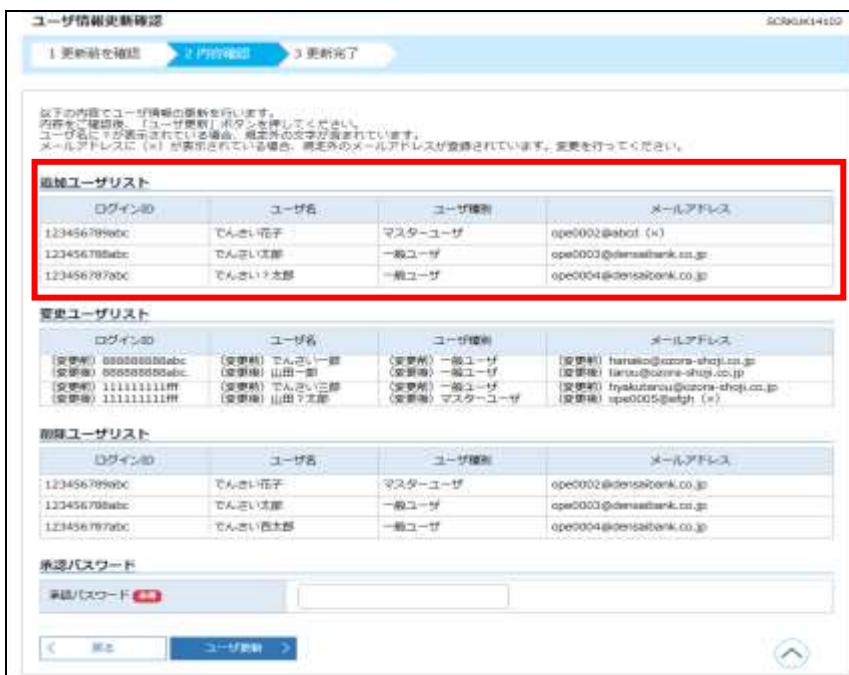 ユーザ情報更新確認
SCRKUK14102
1 更新前を確認 2 内容確認 3 更新完了
以下の内容でユーザ情報の更新を行います。
内容をご確認後、「ユーザ更新」ボタンを押してください。
ユーザ名に?が表示されている場合、規定外の文字が含まれています。
メールアドレスに(×)が表示されている場合、規定外のメールアドレスが登録されています。変更を行ってください。
追加ユーザリスト
ログインID ユーザ名 ユーザ種別 メールアドレス
123456789abc でんさい花子 マスターユーザ ope0002@abcd (×)
123456788abc でんさい太郎 一般ユーザ ope0003@densaibank.co.jp
123456787abc でんさい?太郎 一般ユーザ ope0004@densaibank.co.jp
変更ユーザリスト
ログインID ユーザ名 ユーザ種別 メールアドレス
(変更前) 888888888abc (変更前) でんさい一郎 (変更前) 一般ユーザ (変更前) hanako@ozora-shoji.co.jp
(変更後) 888888888abc (変更後) 山田一郎 (変更後) 一般ユーザ (変更後) tarou@ozora-shoji.co.jp
(変更前) 111111111fff (変更前) でんさい三郎 (変更前) 一般ユーザ (変更前) hyakutarou@ozora-shoji.co.jp
(変更後) 111111111fff (変更後) 山田?太郎 (変更後) マスターユーザ (変更後) ope0005@efgh (×)
削除ユーザリスト
ログインID ユーザ名 ユーザ種別 メールアドレス
123456789abc でんさい花子 マスターユーザ ope0002@densaibank.co.jp
123456788abc でんさい太郎 一般ユーザ ope0003@densaibank.co.jp
123456787abc でんさい百太郎 一般ユーザ ope0004@densaibank.co.jp
承認パスワード
承認パスワード 必須
戻る ユーザ更新